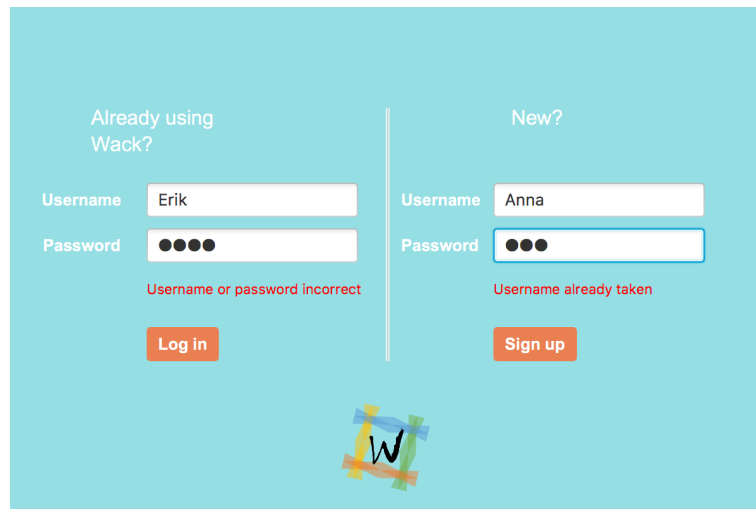 Already using
Wack?
Username Erik
Password ●●●●
Username or password incorrect
Log in
New?
Username Anna
Password ●●●
Username already taken
Sign up
W